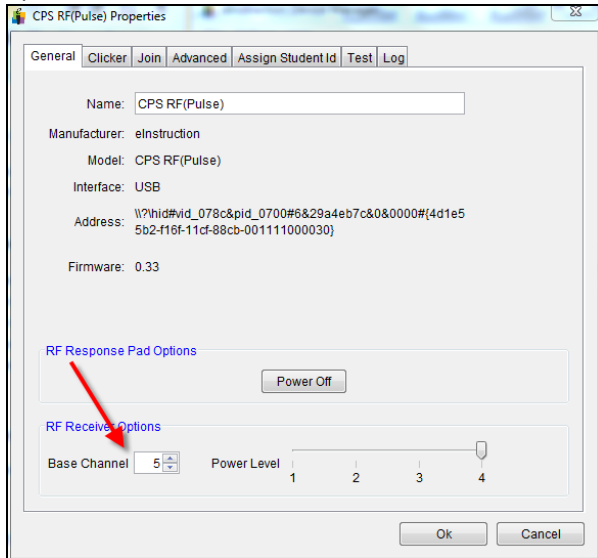 CPS RF(Pulse) Properties
General Clicker Join Advanced Assign Student Id Test Log
Name: CPS RF(Pulse)
Manufacturer: eInstruction
Model: CPS RF(Pulse)
Interface: USB
Address: \\?\hid#vid_078c&pid_0700#6&29a4eb7c&0&0000#{4d1e5
5b2-f16f-11cf-88cb-001111000030}
Firmware: 0.33
RF Response Pad Options
Power Off
RF Receiver Options
Base Channel 5 Power Level
1 2 3 4
Ok Cancel